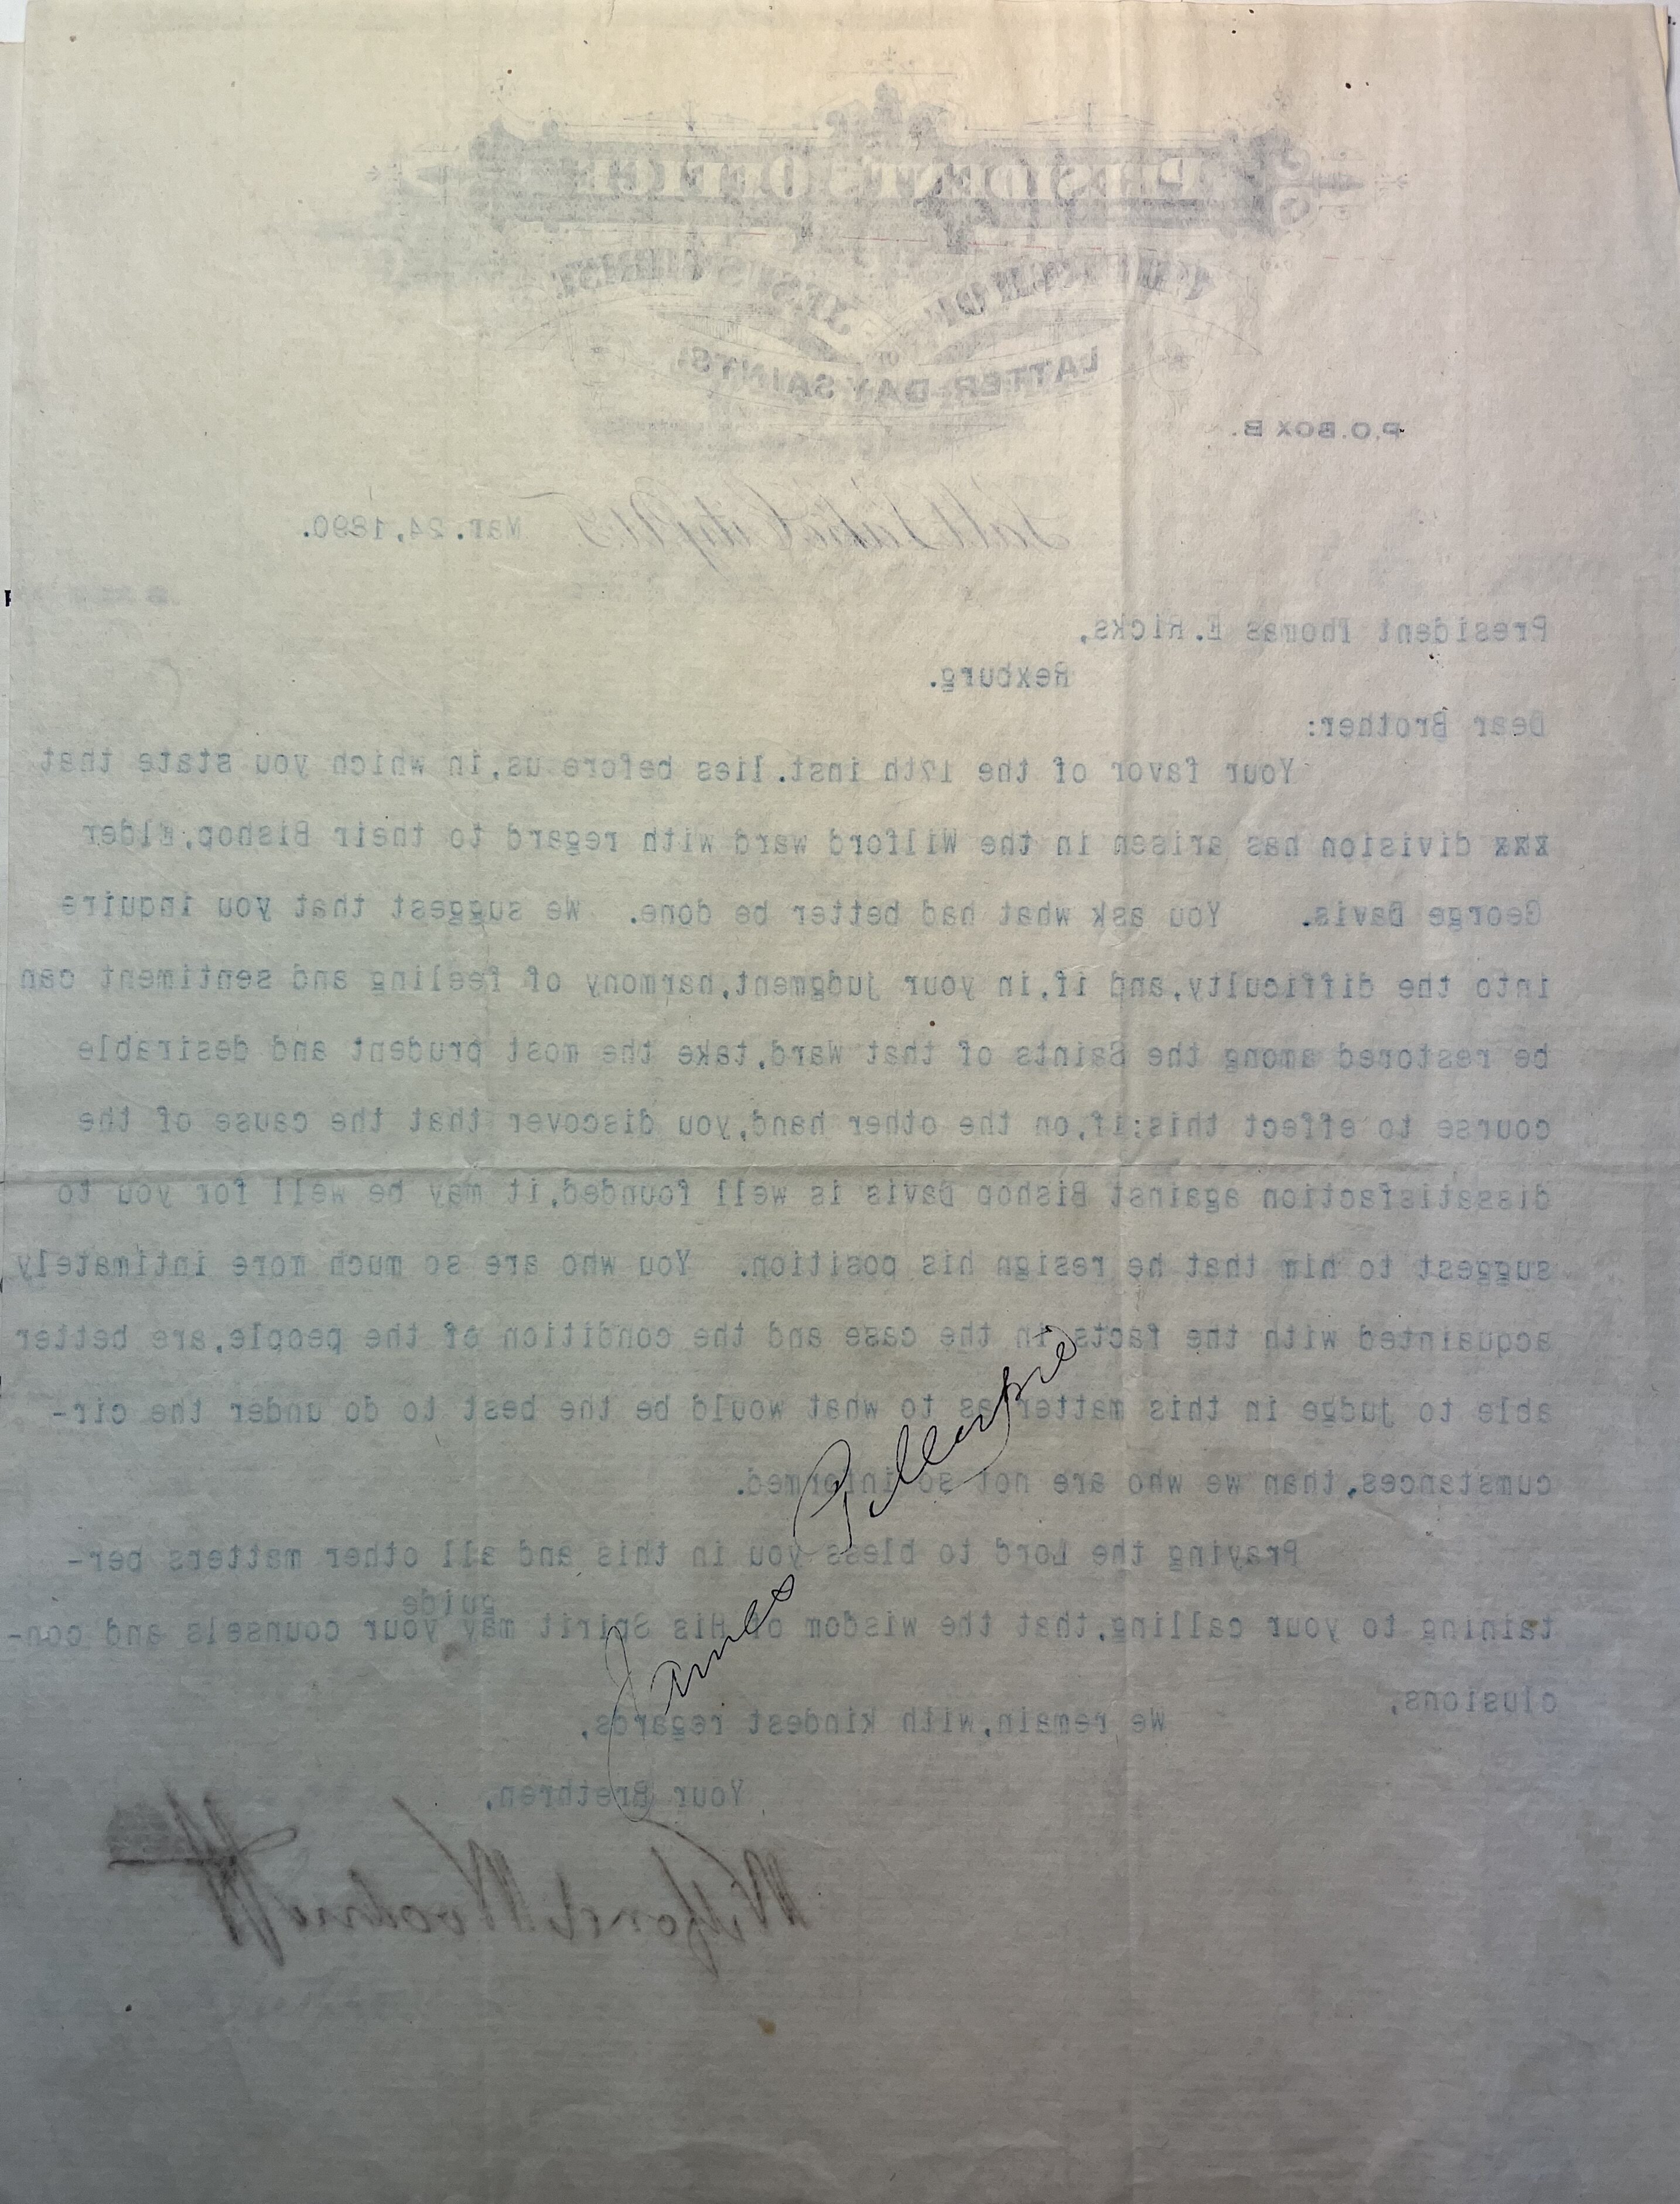 PRESIDENT'S OFFICE
OF THE
CHURCH OF JESUS CHRIST
OF
LATTER-DAY SAINTS.
P.O. BOX B.
Salt Lake City, U.T. Mar. 24, 1890.
President Thomas E. Ricks,
Rexburg.
Dear Brother:
Your favor of the 17th inst. lies before us, in which you state that
xxx division has arisen in the Wilford ward with regard to their Bishop, Elder
George Davis. You ask what had better be done. We suggest that you inquire
into the difficulty, and if, in your judgment, harmony of feeling and sentiment can
be restored among the Saints of that Ward, take the most prudent and desirable
course to effect this; if, on the other hand, you discover that the cause of the
dissatisfaction against Bishop Davis is well founded, it may be well for you to
suggest to him that he resign his position. You who are so much more intimately
acquainted with the facts in the case and the condition of the people, are better
able to judge in this matter as to what would be the best to do under the cir-
cumstances, than we who are not so informed.
Praying the Lord to bless you in this and all other matters per-
guide
taining to your calling, that the wisdom of His Spirit may your counsels and con-
clusions,
We remain, with kindest regards,
Your Brethren,
W. Woodruff
James